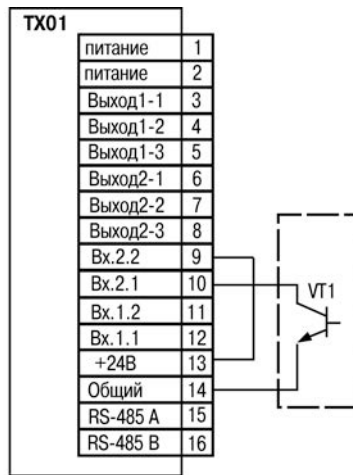 ТХ01
питание 1
питание 2
Выход1-1 3
Выход1-2 4
Выход1-3 5
Выход2-1 6
Выход2-2 7
Выход2-3 8
Вх.2.2 9
Вх.2.1 10
Вх.1.2 11
Вх.1.1 12
+24В 13
Общий 14
RS-485 A 15
RS-485 B 16
VT1